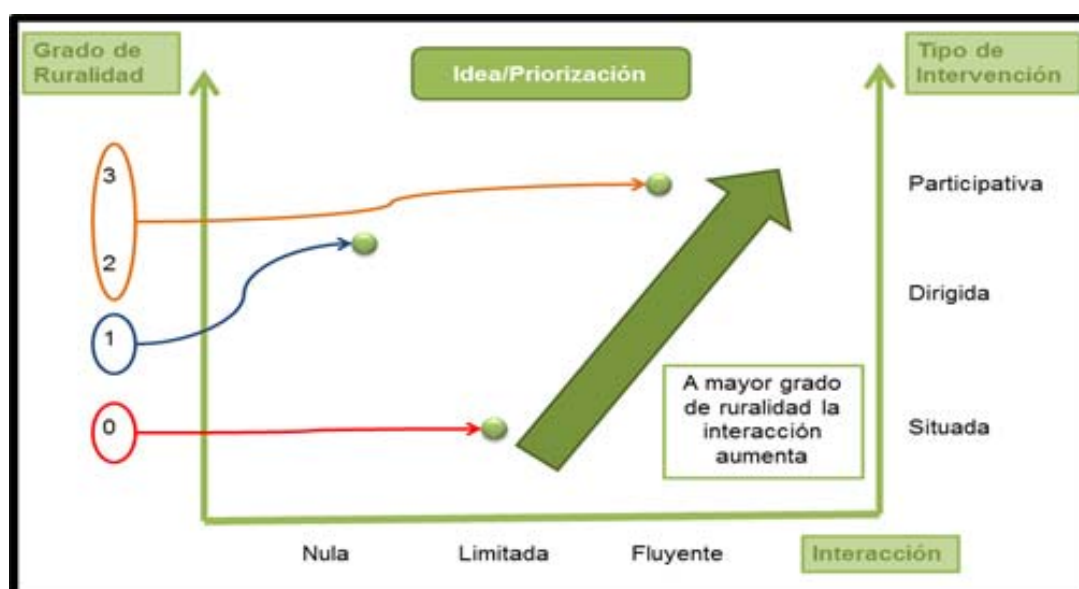 Grado de
Ruralidad
Idea/Priorización
Tipo de
Intervención
3
2
1
0
Participativa
Dirigida
Situada
A mayor grado
de ruralidad la
interacción
aumenta
Nula
Limitada
Fluyente
Interacción